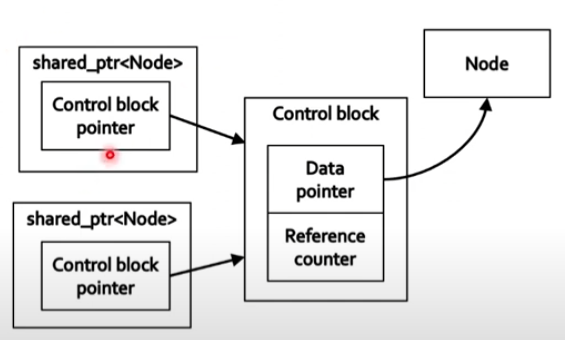 shared_ptr<Node>
Control block
pointer
shared_ptr<Node>
Control block
pointer
Control block
Data
pointer
Reference
counter
Node